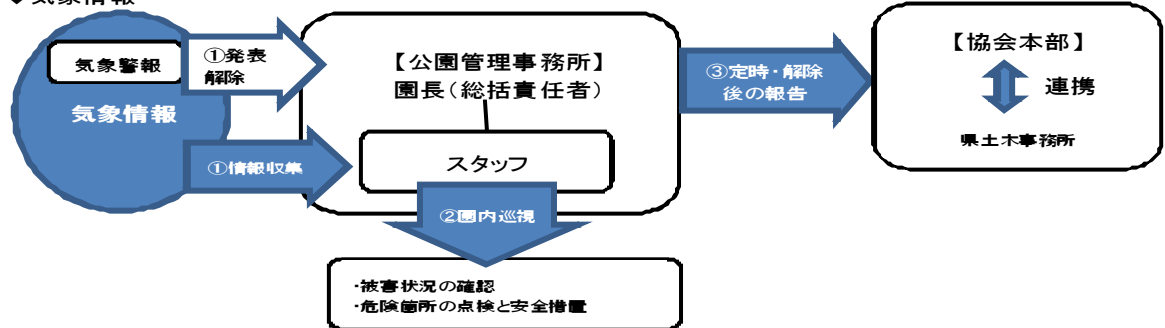 ◆気象情報
気象警報
気象情報
①発表
解除
①情報収集
【公園管理事務所】
園長(総括責任者)
スタッフ
②園内巡視
・被害状況の確認
・危険箇所の点検と安全措置
③定時・解除
後の報告
【協会本部】
連携
県土木事務所